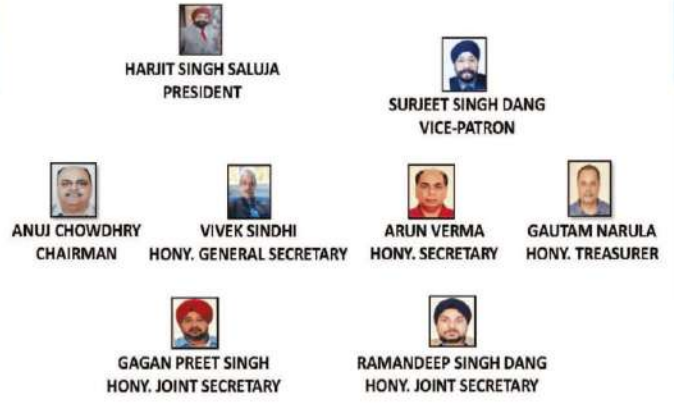 HARJIT SINGH SALUJA
PRESIDENT
SURJEET SINGH DANG
VICE-PATRON
ANUJ CHOWDHRY
CHAIRMAN
VIVEK SINDHI
HONY. GENERAL SECRETARY
ARUN VERMA
HONY. SECRETARY
GAUTAM NARULA
HONY. TREASURER
GAGAN PREET SINGH
HONY. JOINT SECRETARY
RAMANDEEP SINGH DANG
HONY. JOINT SECRETARY